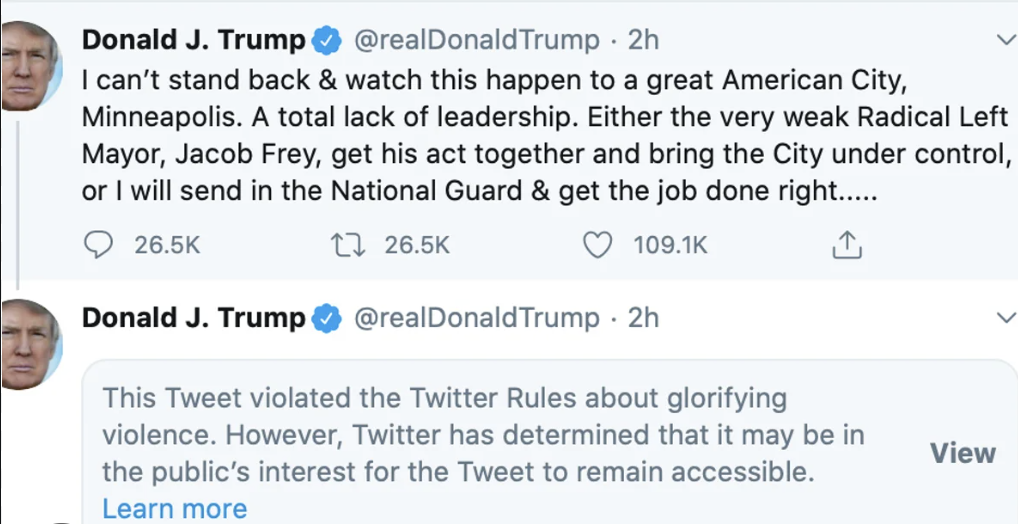 Donald J. Trump @realDonaldTrump · 2h
I can’t stand back & watch this happen to a great American City,
Minneapolis. A total lack of leadership. Either the very weak Radical Left
Mayor, Jacob Frey, get his act together and bring the City under control,
or I will send in the National Guard & get the job done right.....
26.5K 26.5K 109.1K
Donald J. Trump @realDonaldTrump · 2h
This Tweet violated the Twitter Rules about glorifying
violence. However, Twitter has determined that it may be in
the public’s interest for the Tweet to remain accessible.
View
Learn more